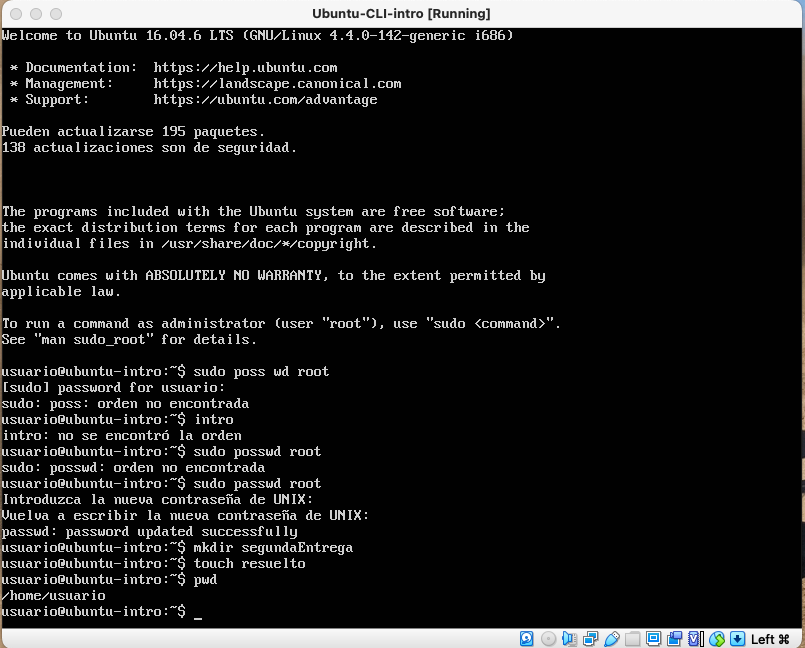 Ubuntu-CLI-intro [Running]
Welcome to Ubuntu 16.04.6 LTS (GNU/Linux 4.4.0-142-generic i686)
* Documentation:  https://help.ubuntu.com
* Management:     https://landscape.canonical.com
* Support:        https://ubuntu.com/advantage
Pueden actualizarse 195 paquetes.
138 actualizaciones son de seguridad.
The programs included with the Ubuntu system are free software;
the exact distribution terms for each program are described in the
individual files in /usr/share/doc/*/copyright.
Ubuntu comes with ABSOLUTELY NO WARRANTY, to the extent permitted by
applicable law.
To run a command as administrator (user "root"), use "sudo <command>".
See "man sudo_root" for details.
usuario@ubuntu-intro:~$ sudo poss wd root
[sudo] password for usuario:
sudo: poss: orden no encontrada
usuario@ubuntu-intro:~$ intro
intro: no se encontró la orden
usuario@ubuntu-intro:~$ sudo posswd root
sudo: posswd: orden no encontrada
usuario@ubuntu-intro:~$ sudo passwd root
Introduzca la nueva contraseña de UNIX:
Vuelva a escribir la nueva contraseña de UNIX:
passwd: password updated successfully
usuario@ubuntu-intro:~$ mkdir segundaEntrega
usuario@ubuntu-intro:~$ touch resuelto
usuario@ubuntu-intro:~$ pwd
/home/usuario
usuario@ubuntu-intro:~$ _
Left ⌘